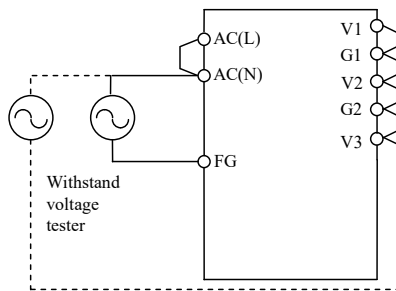 AC(L)
AC(N)
FG
V1
G1
V2
G2
V3
Withstand
voltage
tester